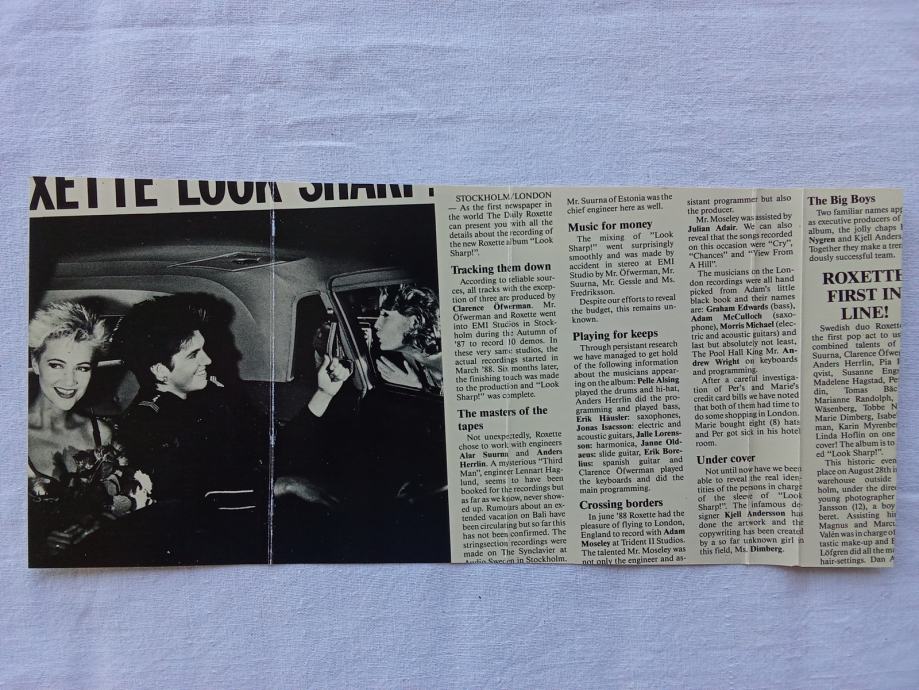 XETTE LOOK SHARP!
STOCKHOLM/LONDON
— As the first newspaper in
the world The Daily Roxette
can present you with all the
details about the recording of
the new Roxette album "Look
Sharp!".
Tracking them down
According to reliable sour-
ces, all tracks with the excep-
tion of three are produced by
Clarence Öfwerman. Mr.
Öfwerman and Roxette went
into EMI Studios in Stock-
holm during the Autumn of
'87 to record 10 demos. In
these very same studios, the
actual recordings started in
March '88. Six months later,
the finishing touch was made
to the production and "Look
Sharp!" was complete.
The masters of the
tapes
Not unexpectedly, Roxette
chose to work with engineers
Alar Suurna and Anders
Herrlin. A mysterious "Third
Man", engineer Lennart Hag-
lund, seems to have been
booked for the recordings but
as far as we know, never show-
ed up. Rumours about an ex-
tended vacation on Bali have
been circulating but so far this
has not been confirmed. The
stringsection recordings were
made on The Synclavier at
Audio Sweden in Stockholm.
Mr. Suurna of Estonia was the
chief engineer here as well.
Music for money
The mixing of "Look
Sharp!" went surprisingly
smoothly and was made by
accident in stereo at EMI
Studio by Mr. Öfwerman, Mr.
Suurna, Mr. Gessle and Ms.
Fredriksson.
Despite our efforts to reveal
the budget, this remains un-
known.
Playing for keeps
Through persistant research
we have managed to get hold
of the following information
about the musicians appear-
ing on the album: Pelle Alsing
played the drums and hi-hat,
Anders Herrlin did the pro-
gramming and played bass,
Erik Häusler: saxophones,
Jonas Isacsson: electric and
acoustic guitars, Jalle Lorens-
son: harmonica, Janne Old-
aeus: slide guitar, Erik Bore-
lius: spanish guitar and
Clarence Öfwerman played
the keyboards and did the
main programming.
Crossing borders
In june '88 Roxette had the
pleasure of flying to London,
England to record with Adam
Moseley at Trident II Studios.
The talented Mr. Moseley was
not only the engineer and as-
sistant programmer but also
the producer.
Mr. Moseley was assisted by
Julian Adair. We can also
reveal that the songs recorded
on this occasion were "Cry",
"Chances" and "View From
A Hill".
The musicians on the Lon-
don recordings were all hand
picked from Adam's little
black book and their names
are: Graham Edwards (bass),
Adam McCulloch (saxo-
phone), Morris Michael (elec-
tric and acoustic guitars) and
last but absolutely not least,
The Pool Hall King Mr. An-
drew Wright on keyboards
and programming.
After a careful investiga-
tion of Per's and Marie's
credit card bills we have noted
that both of them had time to
do some shopping in London.
Marie bought eight (8) hats
and Per got sick in his hotel
room.
Under cover
Not until now have we been
able to reveal the real iden-
tities of the persons in charge
of the sleeve of "Look
Sharp!". The infamous de-
signer Kjell Andersson has
done the artwork and the
copywriting has been created
by a so far unknown girl in
this field, Ms. Dimberg.
The Big Boys
Two familiar names app
as executive producers of
album, the jolly chaps
Nygren and Kjell Anders
Together they make a tren
dously successful team.
ROXETTE
FIRST IN
LINE!
Swedish duo Roxette
the first pop act to us
combined talents of
Suurna, Clarence Öfwer
Anders Herrlin, Pia
qvist, Susanne Eng
Madelene Hagstad, Pe
din, Tomas Bäc
Marianne Randolph,
Wäsenberg, Tobbe N
Marie Dimberg, Isabe
man, Karin Myrenber
Linda Hoflin on one
cover! The album is to
ed "Look Sharp!".
This historic even
place on August 28th in
warehouse outside
holm, under the direc
young photographer
Jansson (12), a boy
beret. Assisting hi
Magnus and Marcu
Valén was in charge of
tastic make-up and E
Löfgren did all the ma
hair-settings. Dan A